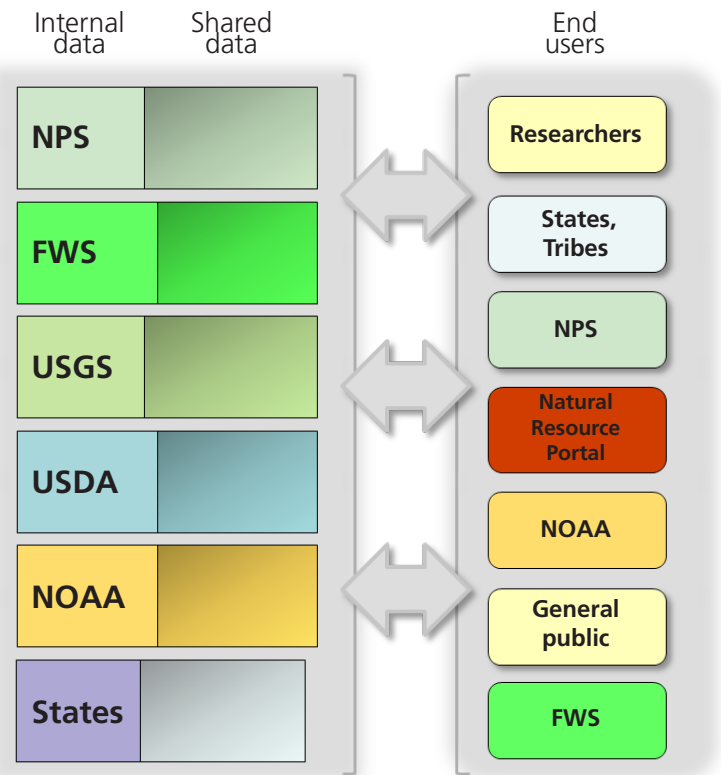 Internal
data
Shared
data
End
users
NPS
FWS
USGS
USDA
NOAA
States
Researchers
States,
Tribes
NPS
Natural
Resource
Portal
NOAA
General
public
FWS